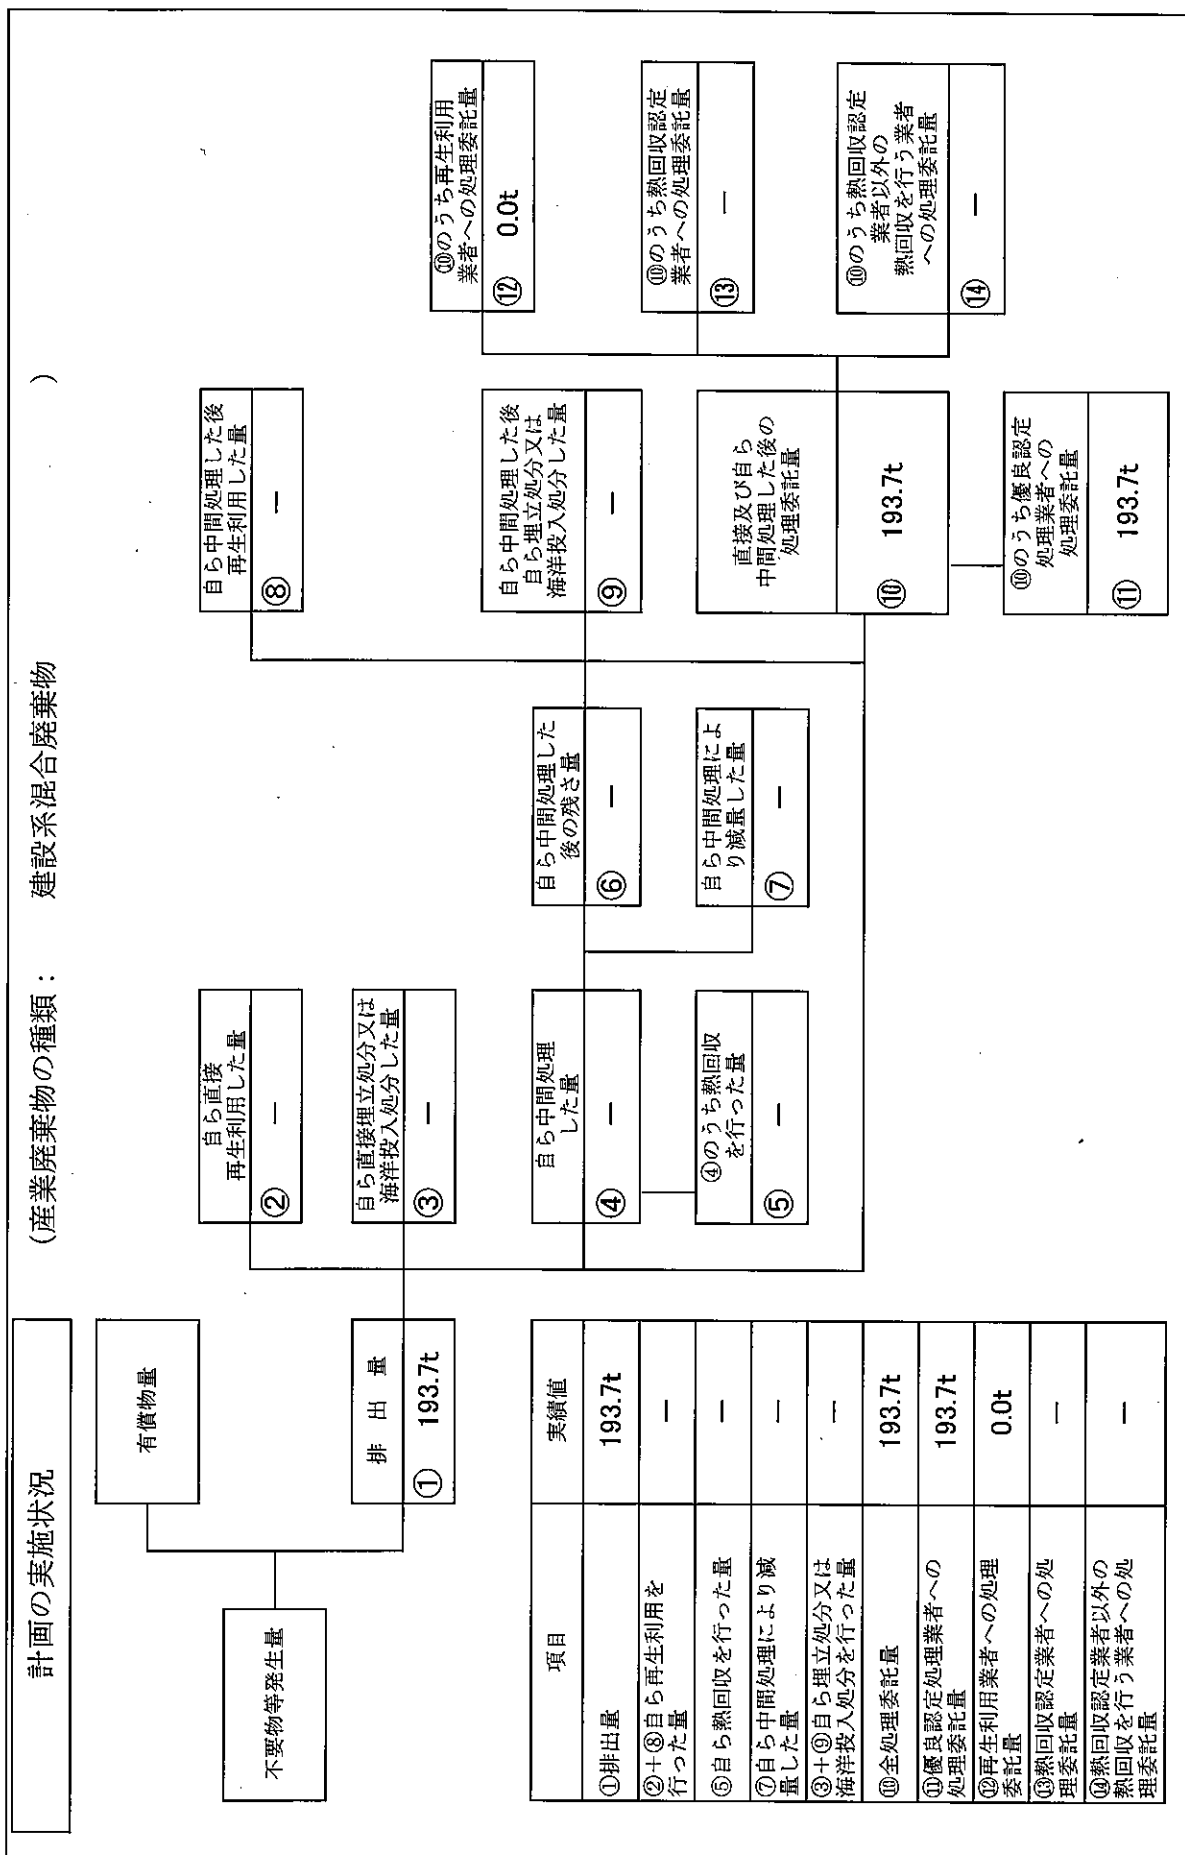 計画の実施状況
(産業廃棄物の種類： 建設系混合廃棄物 )
不要物等発生量
有償物量
排 出 量
① 193.7t
自ら直接
再生利用した量
② －
自ら直接埋立処分又は
海洋投入処分した量
③ －
自ら中間処理
した量
④ －
④のうち熱回収
を行った量
⑤ －
自ら中間処理した
後の残さ量
⑥ －
自ら中間処理によ
り減量した量
⑦ －
自ら中間処理した後
再生利用した量
⑧ －
自ら中間処理した後
自ら埋立処分又は
海洋投入処分した量
⑨ －
直接及び自ら
中間処理した後の
処理委託量
⑩ 193.7t
⑩のうち優良認定
処理業者への
処理委託量
⑪ 193.7t
⑩のうち再生利用
業者への処理委託量
⑫ 0.0t
⑩のうち熱回収認定
業者への処理委託量
⑬ －
⑩のうち熱回収認定
業者以外の
熱回収を行う業者
への処理委託量
⑭ －
項目 実績値
①排出量 193.7t
②+⑧自ら再生利用を
行った量 －
⑤自ら熱回収を行った量 －
⑦自ら中間処理により減
量した量 －
③+⑨自ら埋立処分又は
海洋投入処分を行った量 －
⑩全処理委託量 193.7t
⑪優良認定処理業者への
処理委託量 193.7t
⑫再生利用業者への処理
委託量 0.0t
⑬熱回収認定業者への処
理委託量 －
⑭熱回収認定業者以外の
熱回収を行う業者への処
理委託量 －